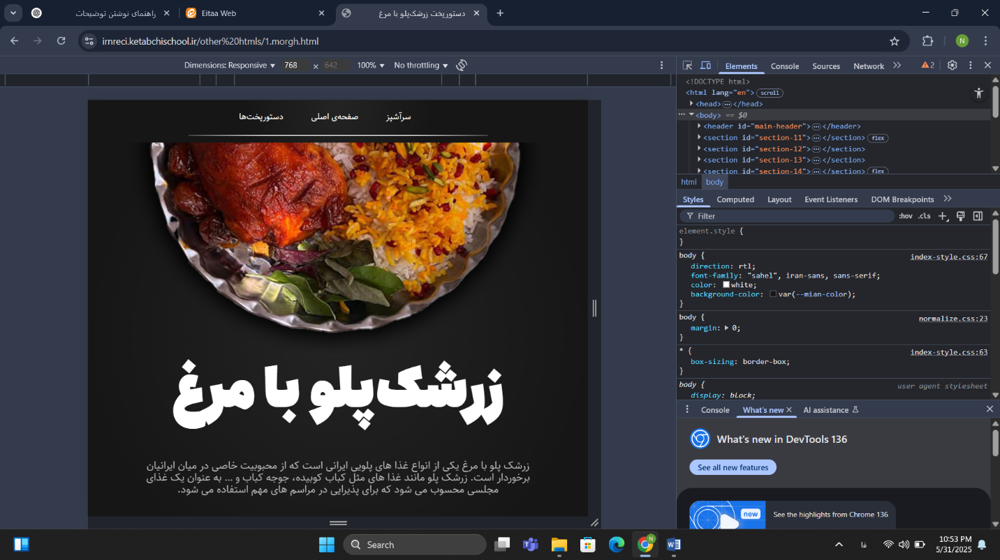 راهنمای نوشتن توضیحات
Eitaa Web
دستورپخت زرشک‌پلو با مرغ
irnreci.ketabchischool.ir/other%20htmls/1.morgh.html
Dimensions: Responsive 768 × 642 100% No throttling
سرآشپز صفحه‌ی اصلی دستورپخت‌ها
زرشک‌پلو با مرغ
زرشک پلو با مرغ یکی از انواع غذا های پلویی ایرانی است که از محبوبیت خاصی در میان ایرانیان
برخوردار است. زرشک پلو مانند غذا های مثل کباب کوبیده، جوجه کباب و ... به عنوان یک غذای
مجلسی محسوب می شود که برای پذیرایی در مراسم های مهم استفاده می شود.
Elements Console Sources Network 2
<!DOCTYPE html>
<html lang="en"> scroll
<head> ... </head>
... <body> == $0
<header id="main-header"> ... </header>
<section id="section-11"> ... </section> flex
<section id="section-12"> ... </section>
<section id="section-13"> ... </section>
<section id="section-14"> ... </section> flex
html body
Styles Computed Layout Event Listeners DOM Breakpoints
Filter :hov .cls
element.style {
}
body { index-style.css:67
direction: rtl;
font-family: "sahel", iran-sans, sans-serif;
color: white;
background-color: var(--mian-color);
}
body { normalize.css:23
margin: 0;
}
* { index-style.css:63
box-sizing: border-box;
}
body { user agent stylesheet
display: block;
Console What's new AI assistance
What's new in DevTools 136
See all new features
new
See the highlights from Chrome 136
Search
فا
10:53 PM
5/31/2025